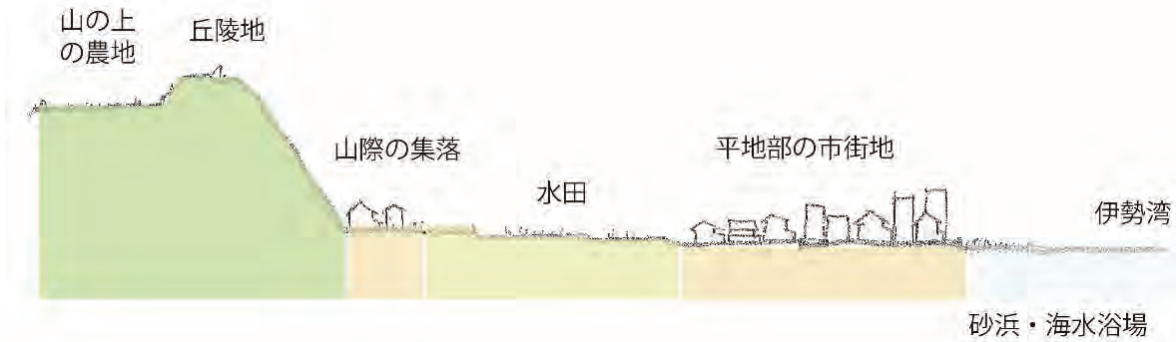 山の上
の農地
丘陵地
山際の集落
水田
平地部の市街地
伊勢湾
砂浜・海水浴場